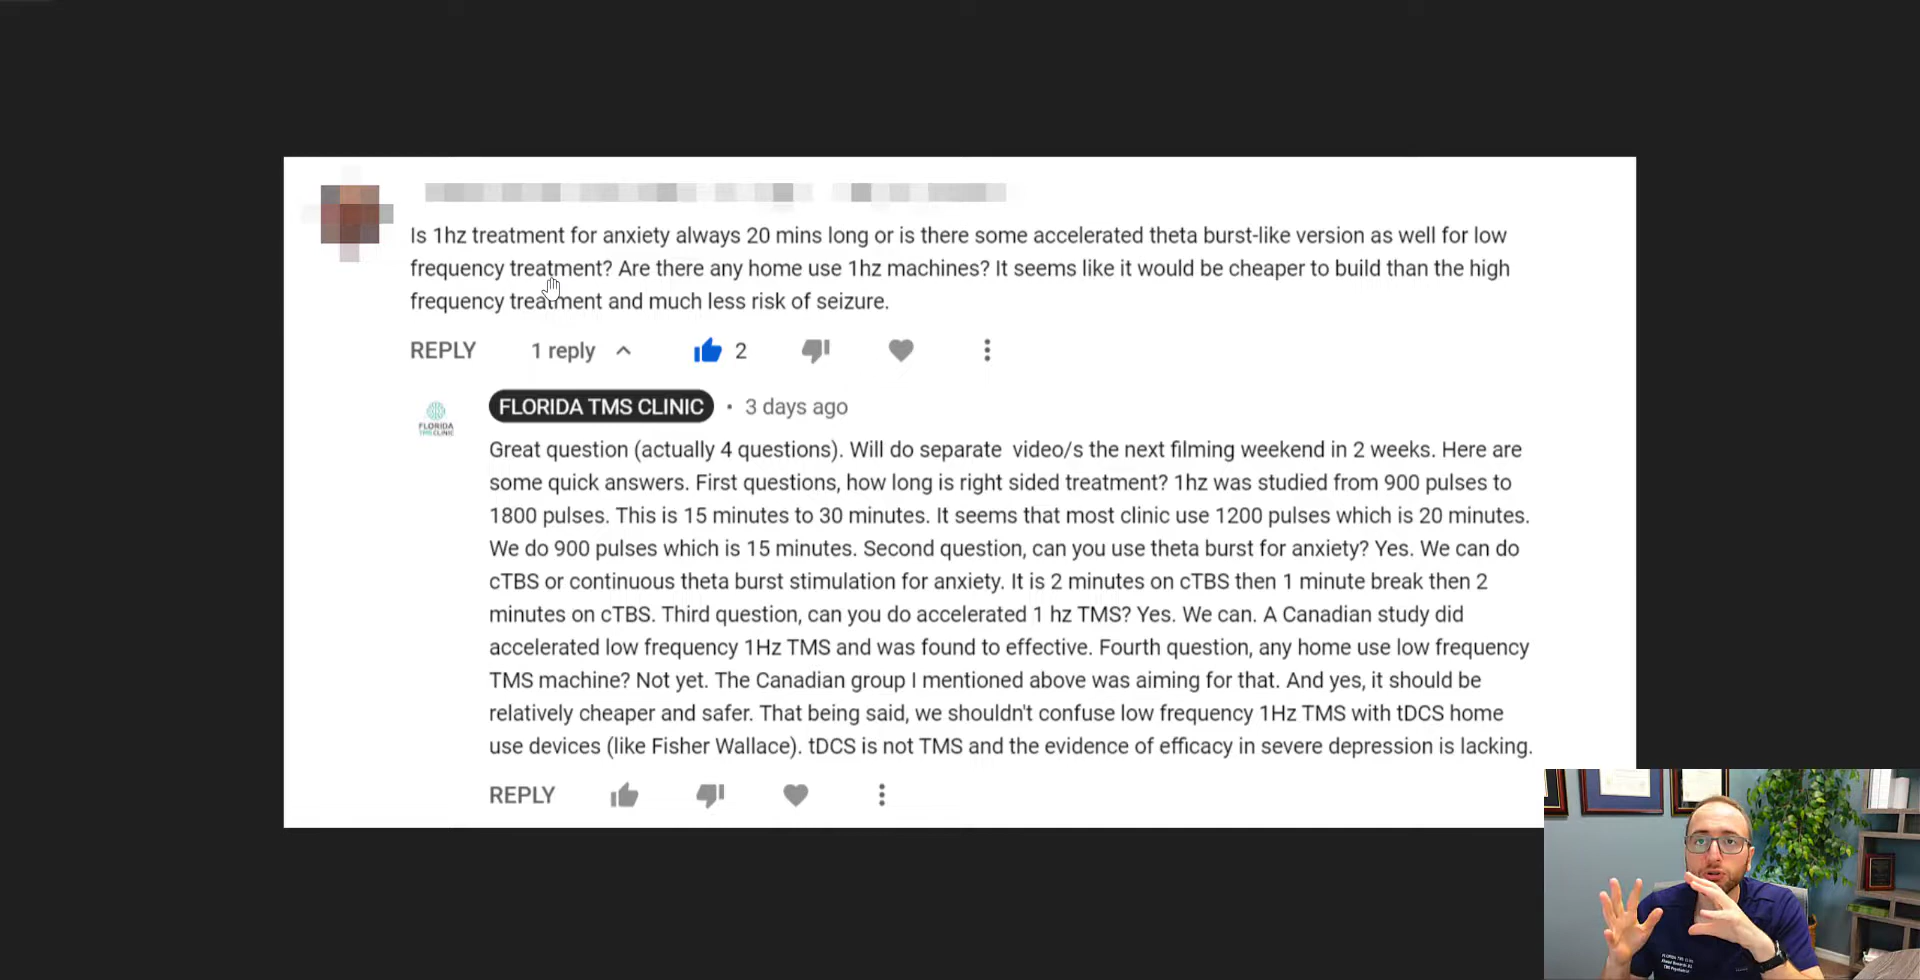 Is 1hz treatment for anxiety always 20 mins long or is there some accelerated theta burst-like version as well for low
frequency treatment? Are there any home use 1hz machines? It seems like it would be cheaper to build than the high
frequency treatment and much less risk of seizure.
REPLY 1 reply 2
FLORIDA TMS CLINIC • 3 days ago
FLORIDA
TMS CLINIC
Great question (actually 4 questions). Will do separate video/s the next filming weekend in 2 weeks. Here are
some quick answers. First questions, how long is right sided treatment? 1hz was studied from 900 pulses to
1800 pulses. This is 15 minutes to 30 minutes. It seems that most clinic use 1200 pulses which is 20 minutes.
We do 900 pulses which is 15 minutes. Second question, can you use theta burst for anxiety? Yes. We can do
cTBS or continuous theta burst stimulation for anxiety. It is 2 minutes on cTBS then 1 minute break then 2
minutes on cTBS. Third question, can you do accelerated 1 hz TMS? Yes. We can. A Canadian study did
accelerated low frequency 1Hz TMS and was found to effective. Fourth question, any home use low frequency
TMS machine? Not yet. The Canadian group I mentioned above was aiming for that. And yes, it should be
relatively cheaper and safer. That being said, we shouldn't confuse low frequency 1Hz TMS with tDCS home
use devices (like Fisher Wallace). tDCS is not TMS and the evidence of efficacy in severe depression is lacking.
REPLY
FLORIDA TMS CLINIC